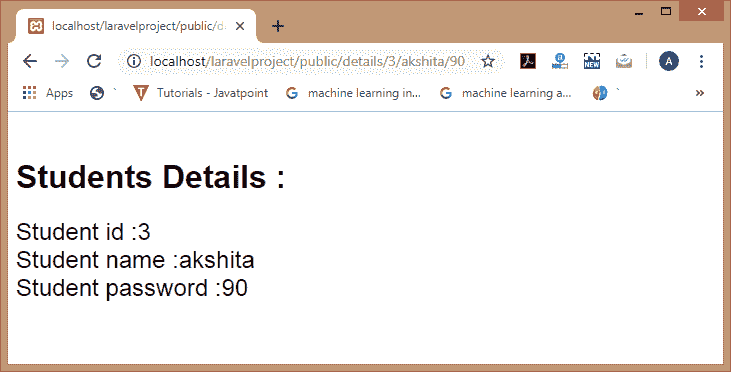 localhost/laravelproject/public/d
localhost/laravelproject/public/details/3/akshita/90
NEW
A
Apps
Tutorials - Javatpoint
machine learning in...
machine learning a...
Students Details :
Student id :3
Student name :akshita
Student password :90